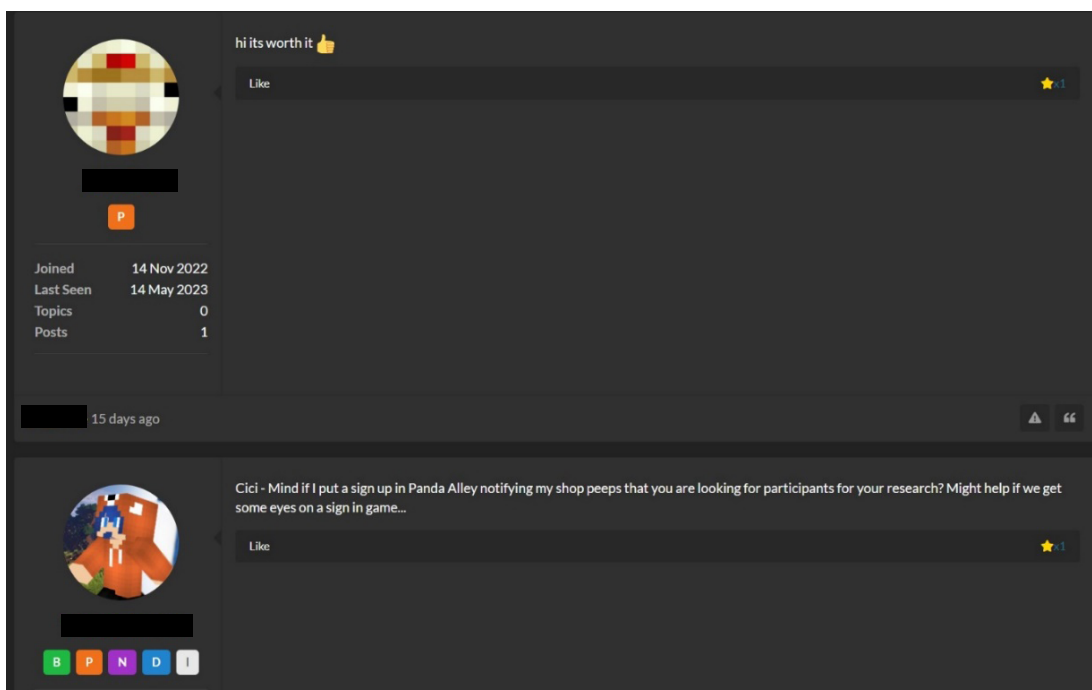 hi its worth it 👍
Like
x1
P
Joined 14 Nov 2022
Last Seen 14 May 2023
Topics 0
Posts 1
15 days ago
Cici - Mind if I put a sign up in Panda Alley notifying my shop peeps that you are looking for participants for your research? Might help if we get
some eyes on a sign in game...
Like
x1
B P N D I